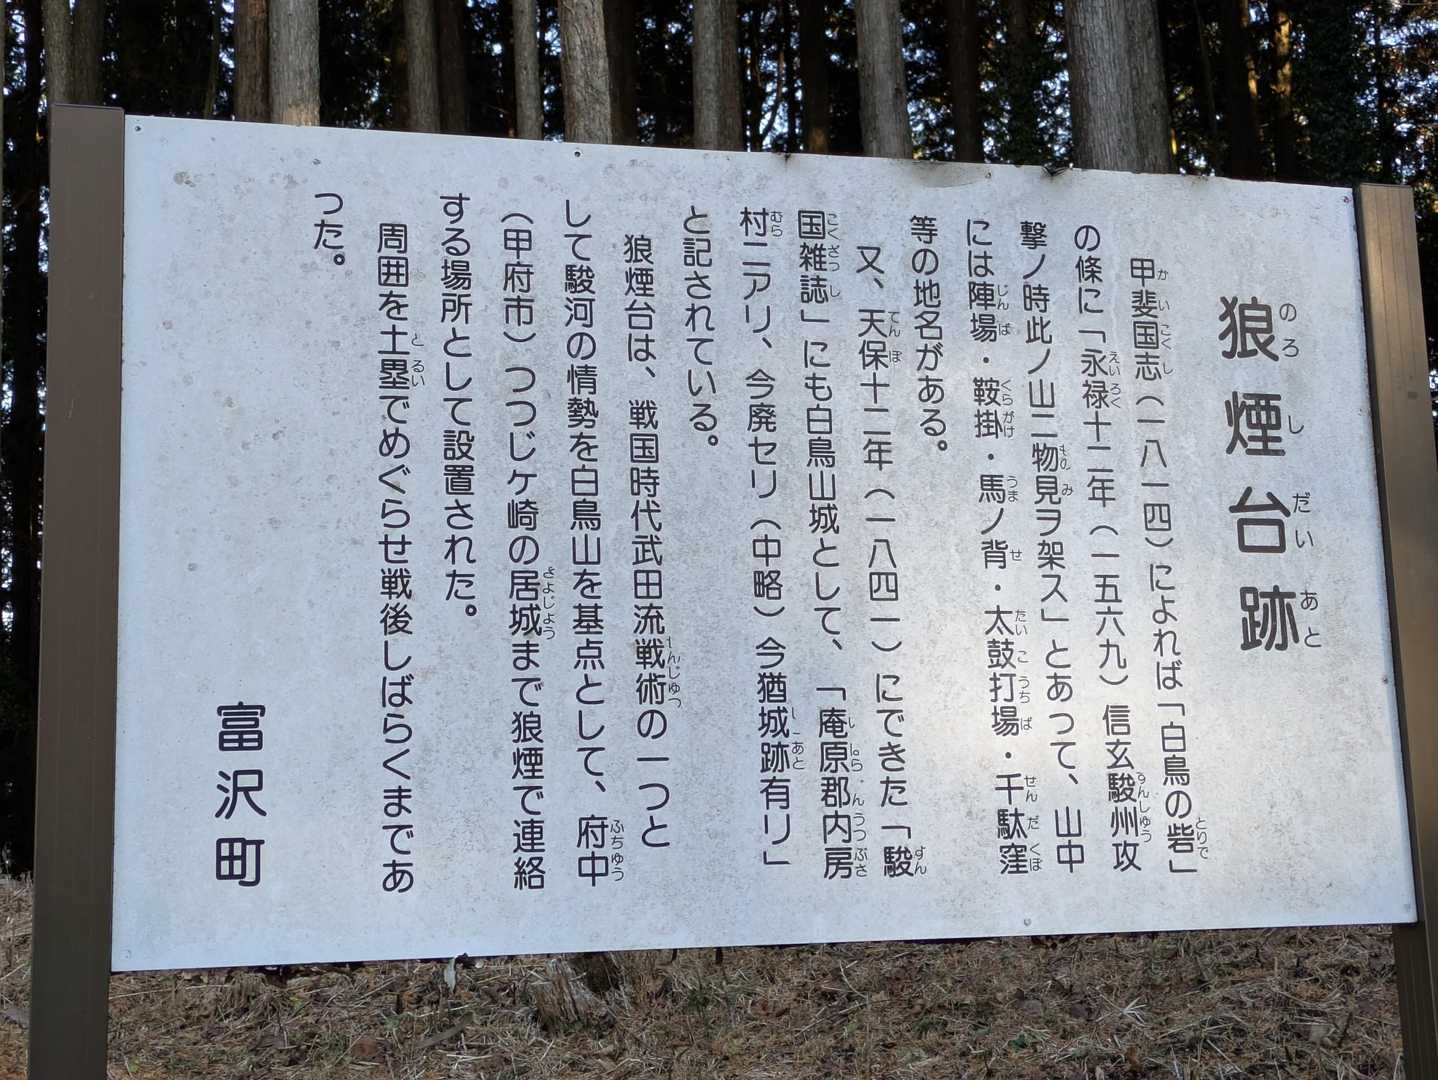 狼煙台跡
甲斐国志（一八一四）によれば「白鳥の砦」
の條に「永禄十二年（一五六九）信玄駿州攻
撃ノ時此ノ山ニ物見ヲ架ス」とあって、山中
には陣場・鞍掛・馬ノ背・太鼓打場・千駄窪
等の地名がある。
又、天保十二年（一八四一）にできた「駿
国雑誌」にも白鳥山城として、「庵原郡内房
村ニアリ、今廃セリ（中略）今猶城跡有リ」
と記されている。
狼煙台は、戦国時代武田流戦術の一つと
して駿河の情勢を白鳥山を基点として、府中
（甲府市）つつじケ崎の居城まで狼煙で連絡
する場所として設置された。
周囲を土塁でめぐらせ戦後しばらくまであ
った。
富沢町